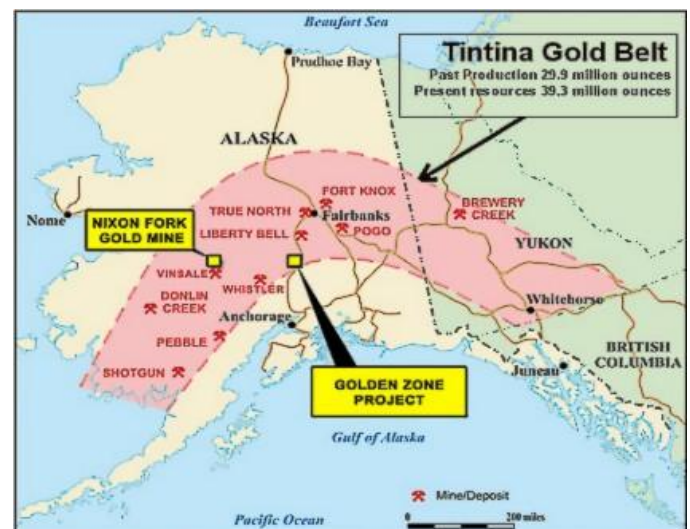 Beaufort Sea
Tintina Gold Belt
Past Production 29.9 million ounces
Present resources 39.3 million ounces
Prudhoe Bay
ALASKA
FORT KNOX
TRUE NORTH
Fairbanks
BREWERY
CREEK
Nome
NIXON FORK
GOLD MINE
LIBERTY BELL
POGO
YUKON
VINSALE
WHISTLER
DONLIN
CREEK
Whitehorse
Anchorage
PEBBLE
BRITISH
COLUMBIA
SHOTGUN
GOLDEN ZONE
PROJECT
Juneau
Gulf of Alaska
Mine/Deposit
Pacific Ocean
0
200 miles